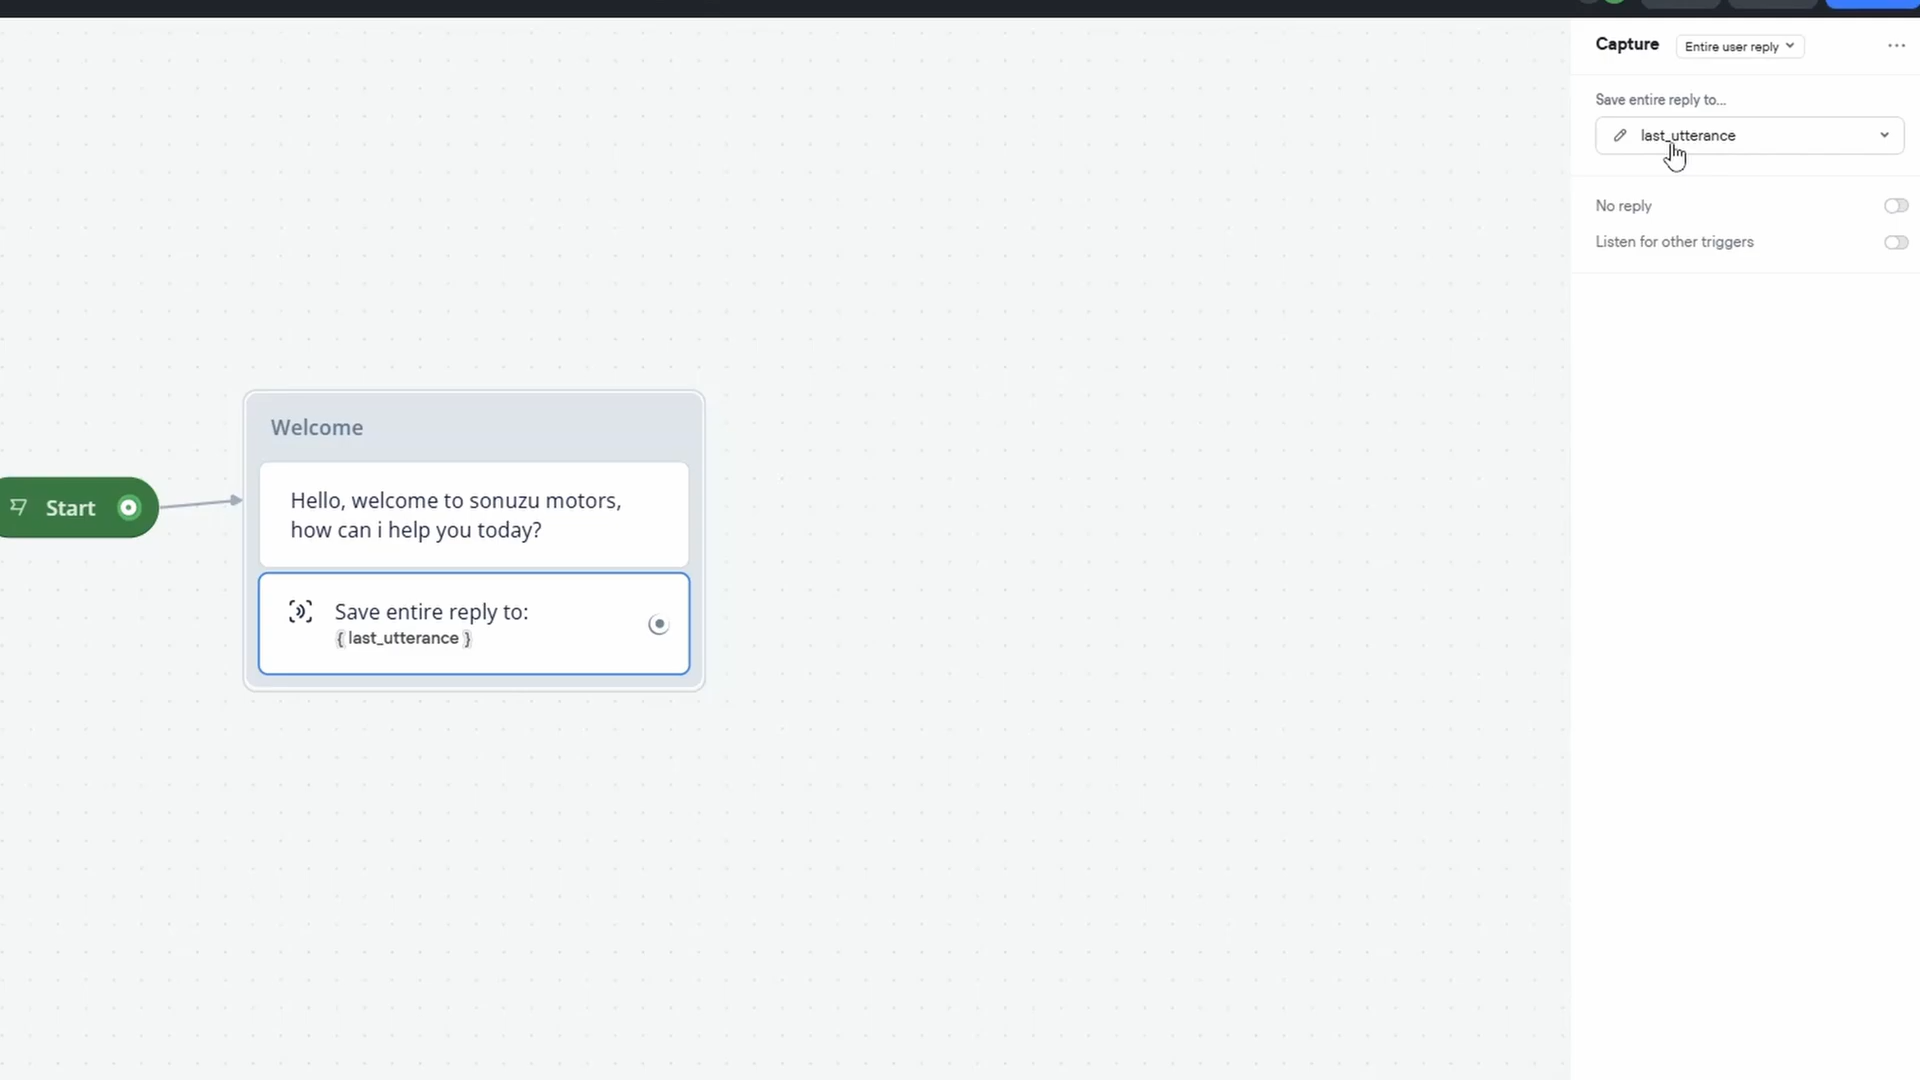 Capture
Entire user reply
Save entire reply to...
last_utterance
No reply
Listen for other triggers
Start
Welcome
Hello, welcome to sonuzu motors,
how can i help you today?
Save entire reply to:
{ last_utterance }